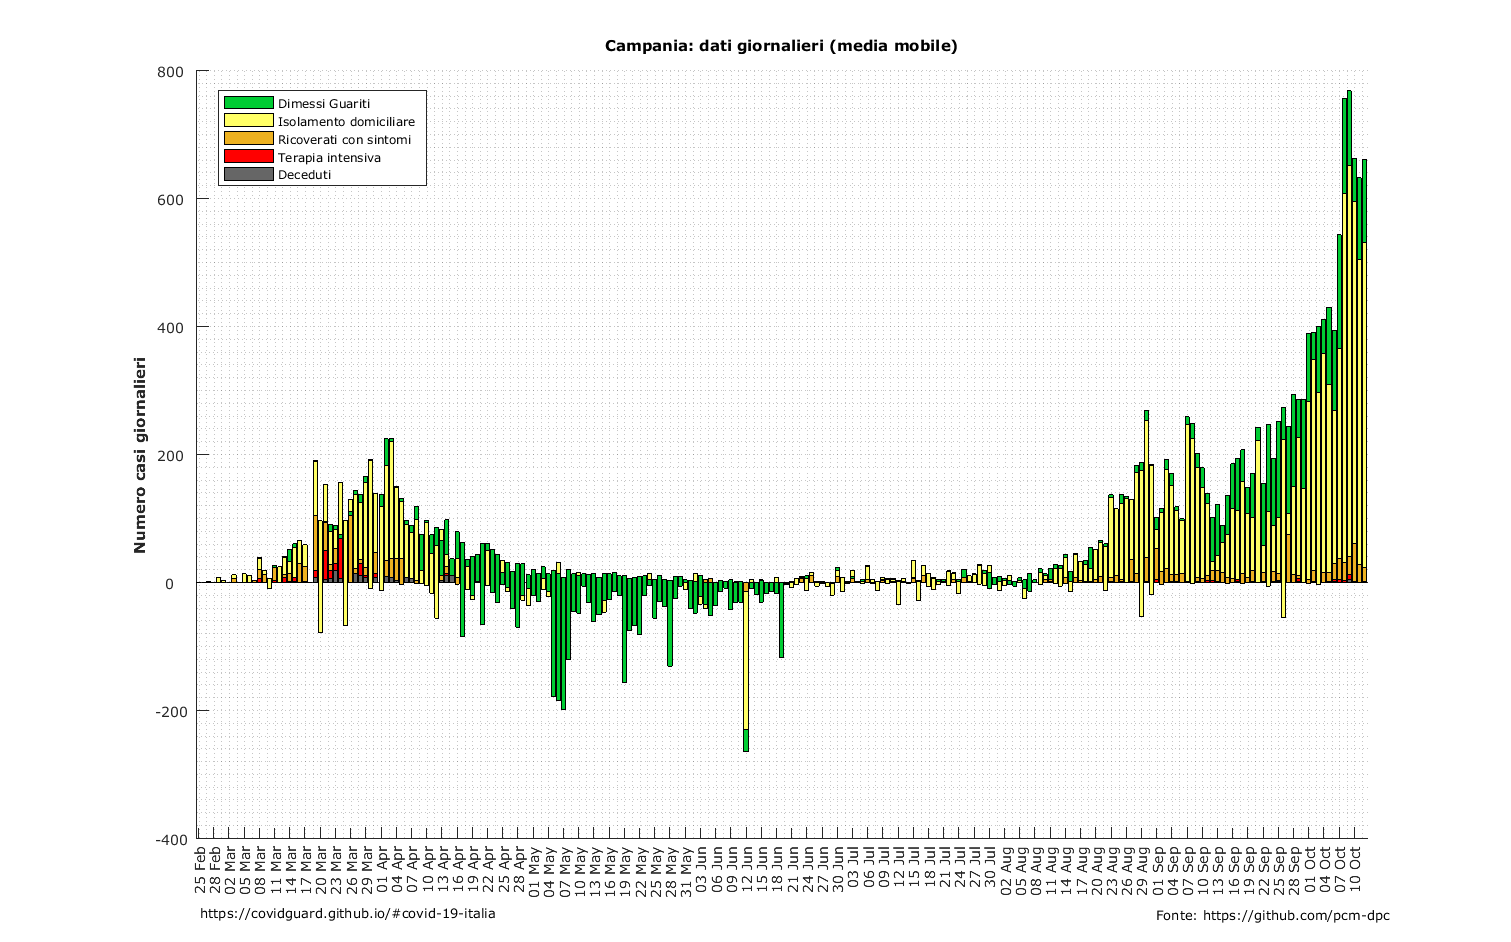 Campania: dati giornalieri (media mobile)
Numero casi giornalieri
800
600
400
200
0
-200
-400
Dimessi Guariti
Isolamento domiciliare
Ricoverati con sintomi
Terapia intensiva
Deceduti
25 Feb
28 Feb
02 Mar
05 Mar
08 Mar
11 Mar
14 Mar
17 Mar
20 Mar
23 Mar
26 Mar
29 Mar
01 Apr
04 Apr
07 Apr
10 Apr
13 Apr
16 Apr
19 Apr
22 Apr
25 Apr
28 Apr
01 May
04 May
07 May
10 May
13 May
16 May
19 May
22 May
25 May
28 May
31 May
03 Jun
06 Jun
09 Jun
12 Jun
15 Jun
18 Jun
21 Jun
24 Jun
27 Jun
30 Jun
03 Jul
06 Jul
09 Jul
12 Jul
15 Jul
18 Jul
21 Jul
24 Jul
27 Jul
30 Jul
02 Aug
05 Aug
08 Aug
11 Aug
14 Aug
17 Aug
20 Aug
23 Aug
26 Aug
29 Aug
01 Sep
04 Sep
07 Sep
10 Sep
13 Sep
16 Sep
19 Sep
22 Sep
25 Sep
28 Sep
01 Oct
04 Oct
07 Oct
10 Oct
https://covidguard.github.io/#covid-19-italia
Fonte: https://github.com/pcm-dpc